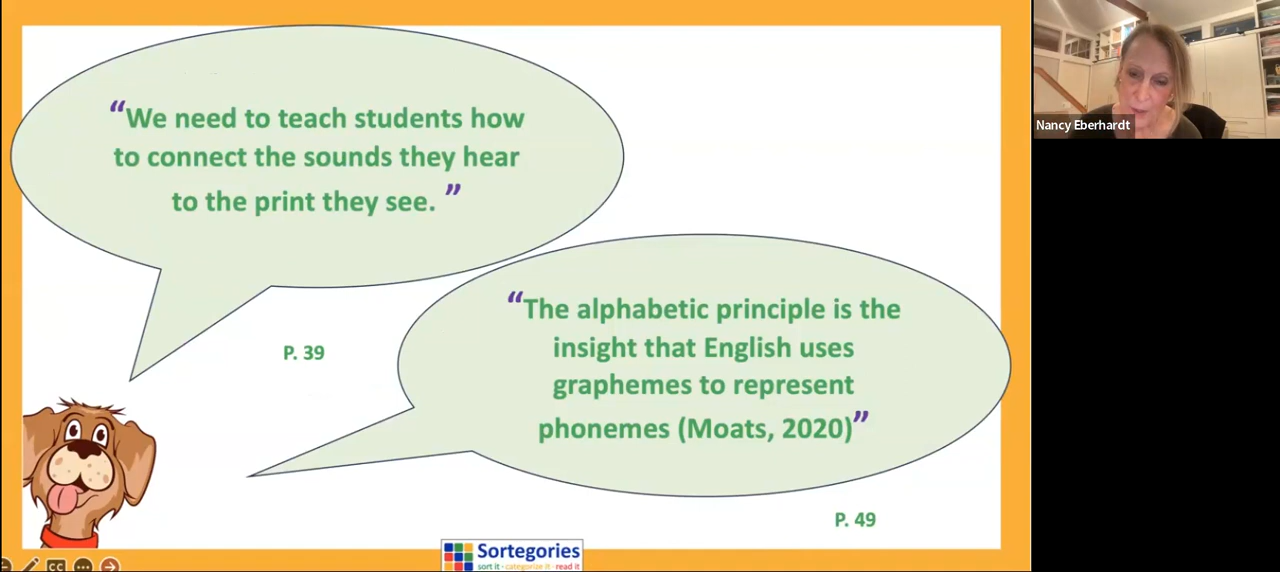 “We need to teach students how
to connect the sounds they hear
to the print they see. ”
P. 39
“The alphabetic principle is the
insight that English uses
graphemes to represent
phonemes (Moats, 2020)”
P. 49
Sortegories
sort it · categorize it · read it
CC
Nancy Eberhardt